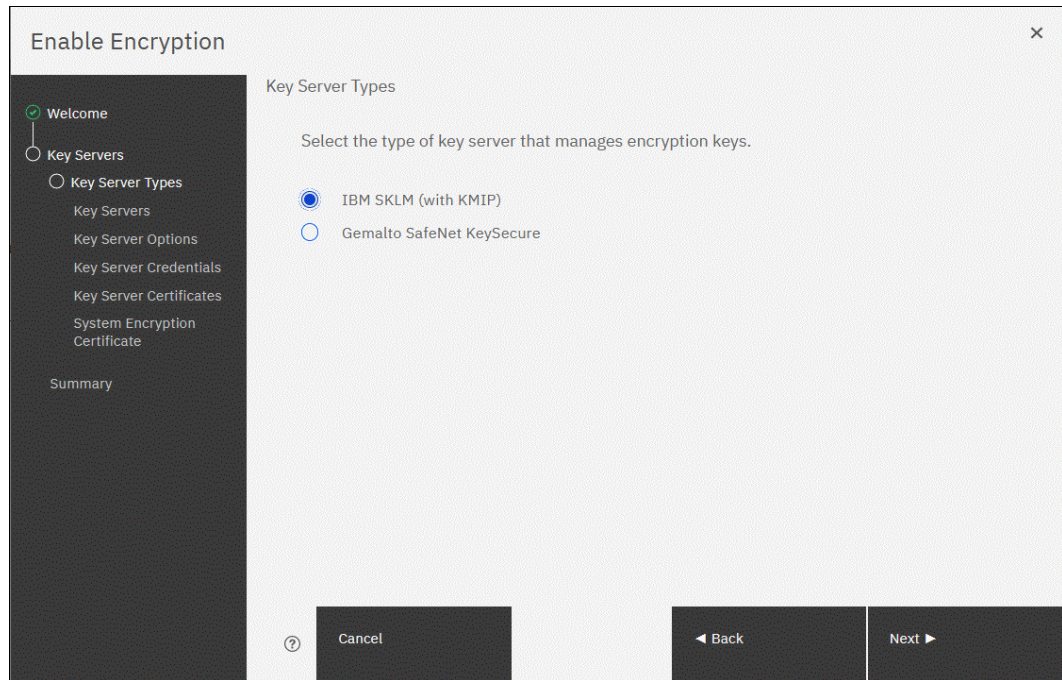 Enable Encryption
×
Welcome
Key Servers
Key Server Types
Key Servers
Key Server Options
Key Server Credentials
Key Server Certificates
System Encryption
Certificate
Summary
Key Server Types
Select the type of key server that manages encryption keys.
IBM SKLM (with KMIP)
Gemalto SafeNet KeySecure
?
Cancel
◄ Back
Next ►